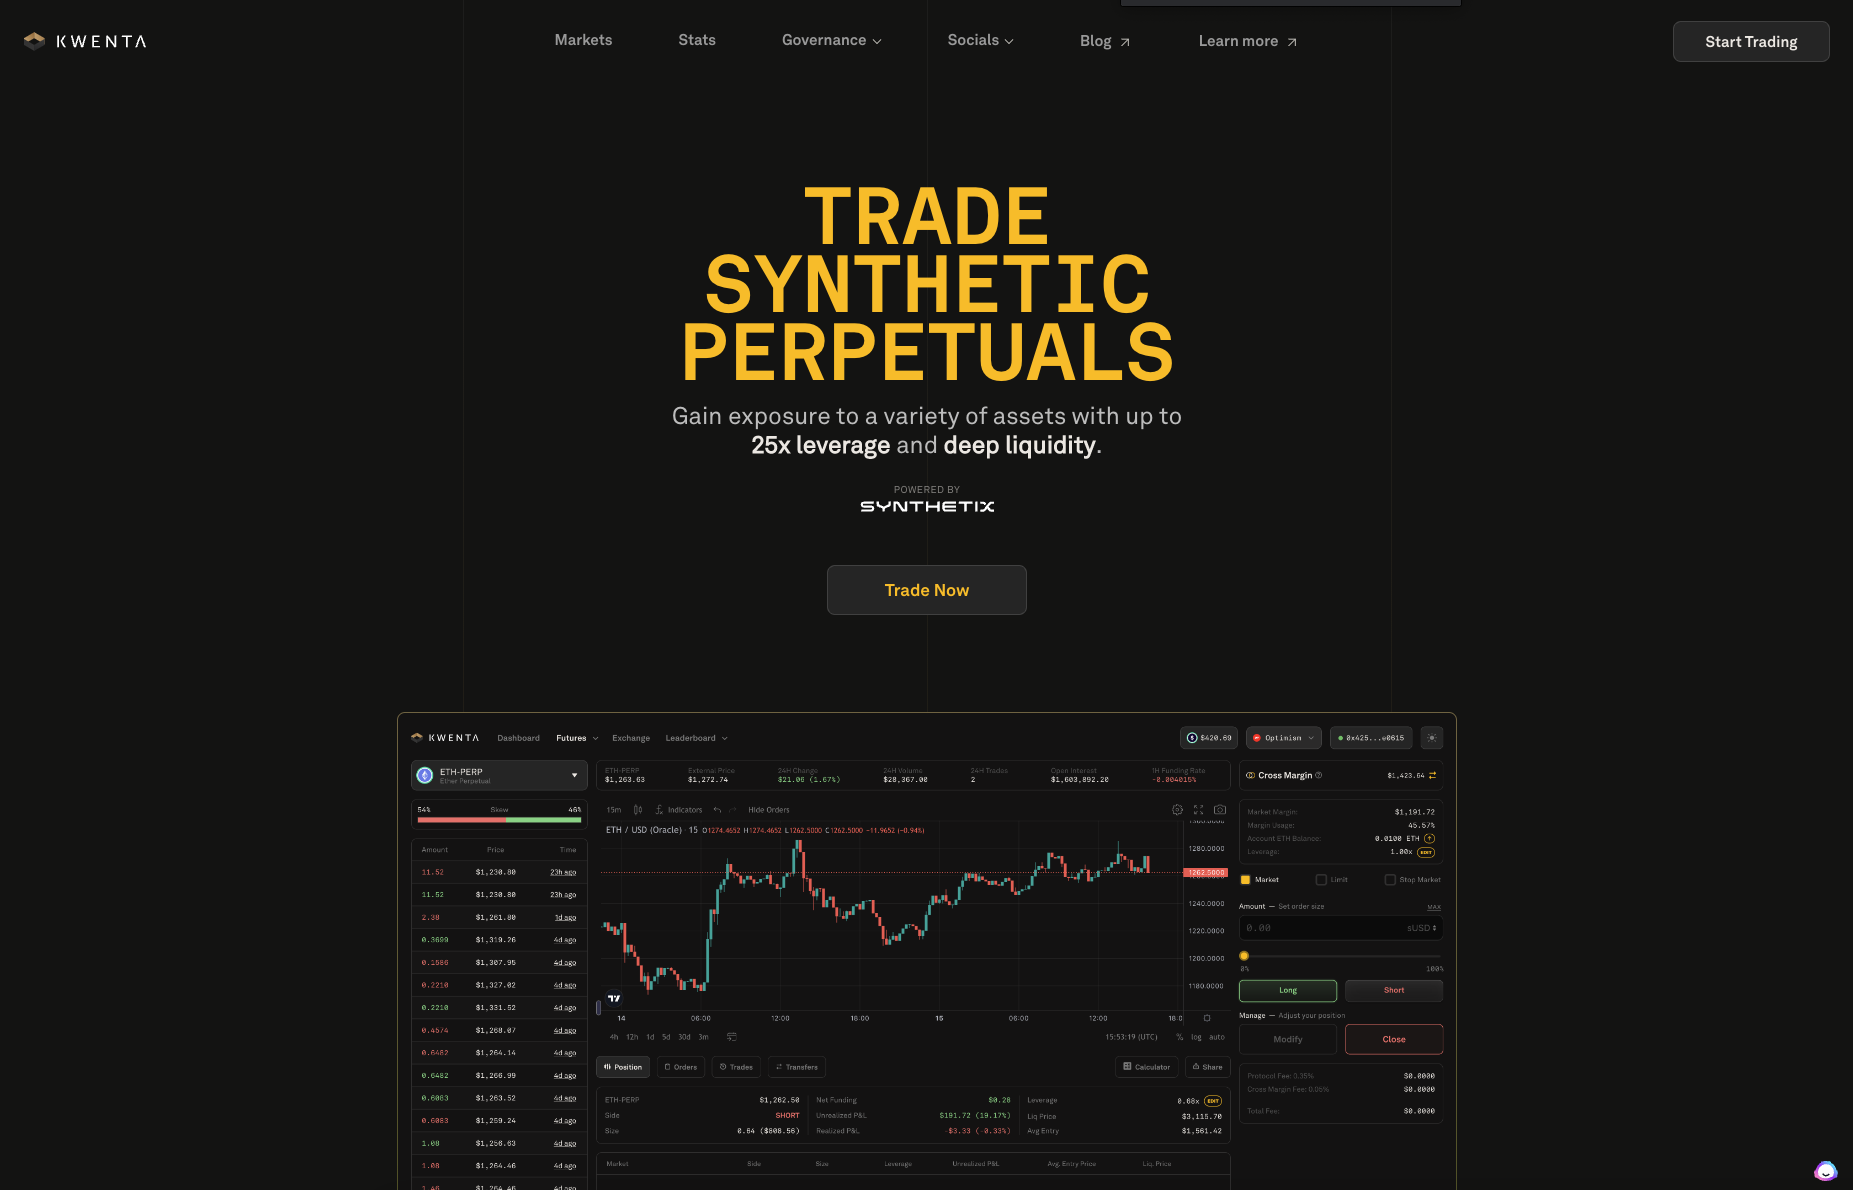 KWENTA
Markets
Stats
Governance
Socials
Blog
Learn more
Start Trading
TRADE
SYNTHETIC
PERPETUALS
Gain exposure to a variety of assets with up to
25x leverage and deep liquidity.
POWERED BY
SYNTHETIX
Trade Now
KWENTA
Dashboard
Futures
Exchange
Leaderboard
$420.69
Optimism
0x425...e0615
ETH-PERP
Ether Perpetual
54% Skew 46%
Amount Price Time
11.52 $1,230.80 23h ago
11.52 $1,230.80 23h ago
2.38 $1,261.80 1d ago
0.3699 $1,319.26 4d ago
0.1586 $1,307.95 4d ago
0.2210 $1,327.02 4d ago
0.2210 $1,331.52 4d ago
0.4574 $1,268.07 4d ago
0.6482 $1,264.14 4d ago
0.6482 $1,266.99 4d ago
0.6083 $1,263.52 4d ago
0.6083 $1,259.24 4d ago
1.08 $1,256.63 4d ago
1.08 $1,264.46 4d ago
1.46 $1,264.46 4d ago
ETH-PERP External Price 24H Change 24H Volume 24H Trades Open Interest 1H Funding Rate
$1,263.63 $1,272.74 $21.06 (1.67%) $28,367.00 2 $1,603,892.20 -0.004015%
15m Indicators Hide Orders
ETH / USD (Oracle) 15 O1274.4652 H1274.4652 L1262.5000 C1262.5000 -11.9652 (-0.94%)
1300.0000
1280.0000
1262.5000
1240.0000
1220.0000
1200.0000
1180.0000
14 06:00 12:00 18:00 15 06:00 12:00 18:0
4h 12h 1d 5d 30d 3m 15:53:19 (UTC) % log auto
Position Orders Trades Transfers Calculator Share
ETH-PERP $1,262.50 Net Funding $0.28 Leverage 0.68x EDIT
Side SHORT Unrealized P&L $191.72 (19.17%) Liq Price $3,115.70
Size 0.64 ($808.56) Realized P&L -$3.33 (-0.33%) Avg Entry $1,561.42
Market Side Size Leverage Unrealized P&L Avg. Entry Price Liq. Price
Cross Margin $1,423.64
Market Margin: $1,191.72
Margin Usage: 45.57%
Account ETH Balance: 0.0100 ETH
Leverage: 1.00x EDIT
Market Limit Stop Market
Amount — Set order size MAX
0.00 sUSD
0% 100%
Long Short
Manage — Adjust your position
Modify Close
Protocol Fee: 0.35% $0.0000
Cross Margin Fee: 0.05% $0.0000
Total Fee: $0.0000